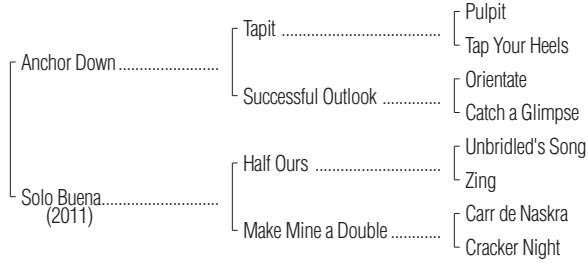 Pulpit
Tapit ..............................
Tap Your Heels
Anchor Down ..........................
Orientate
Successful Outlook ...............
Catch a Glimpse
Unbridled's Song
Half Ours ..............................
Zing
Solo Buena..............................
(2011)
Carr de Naskra
Make Mine a Double ............
Cracker Night